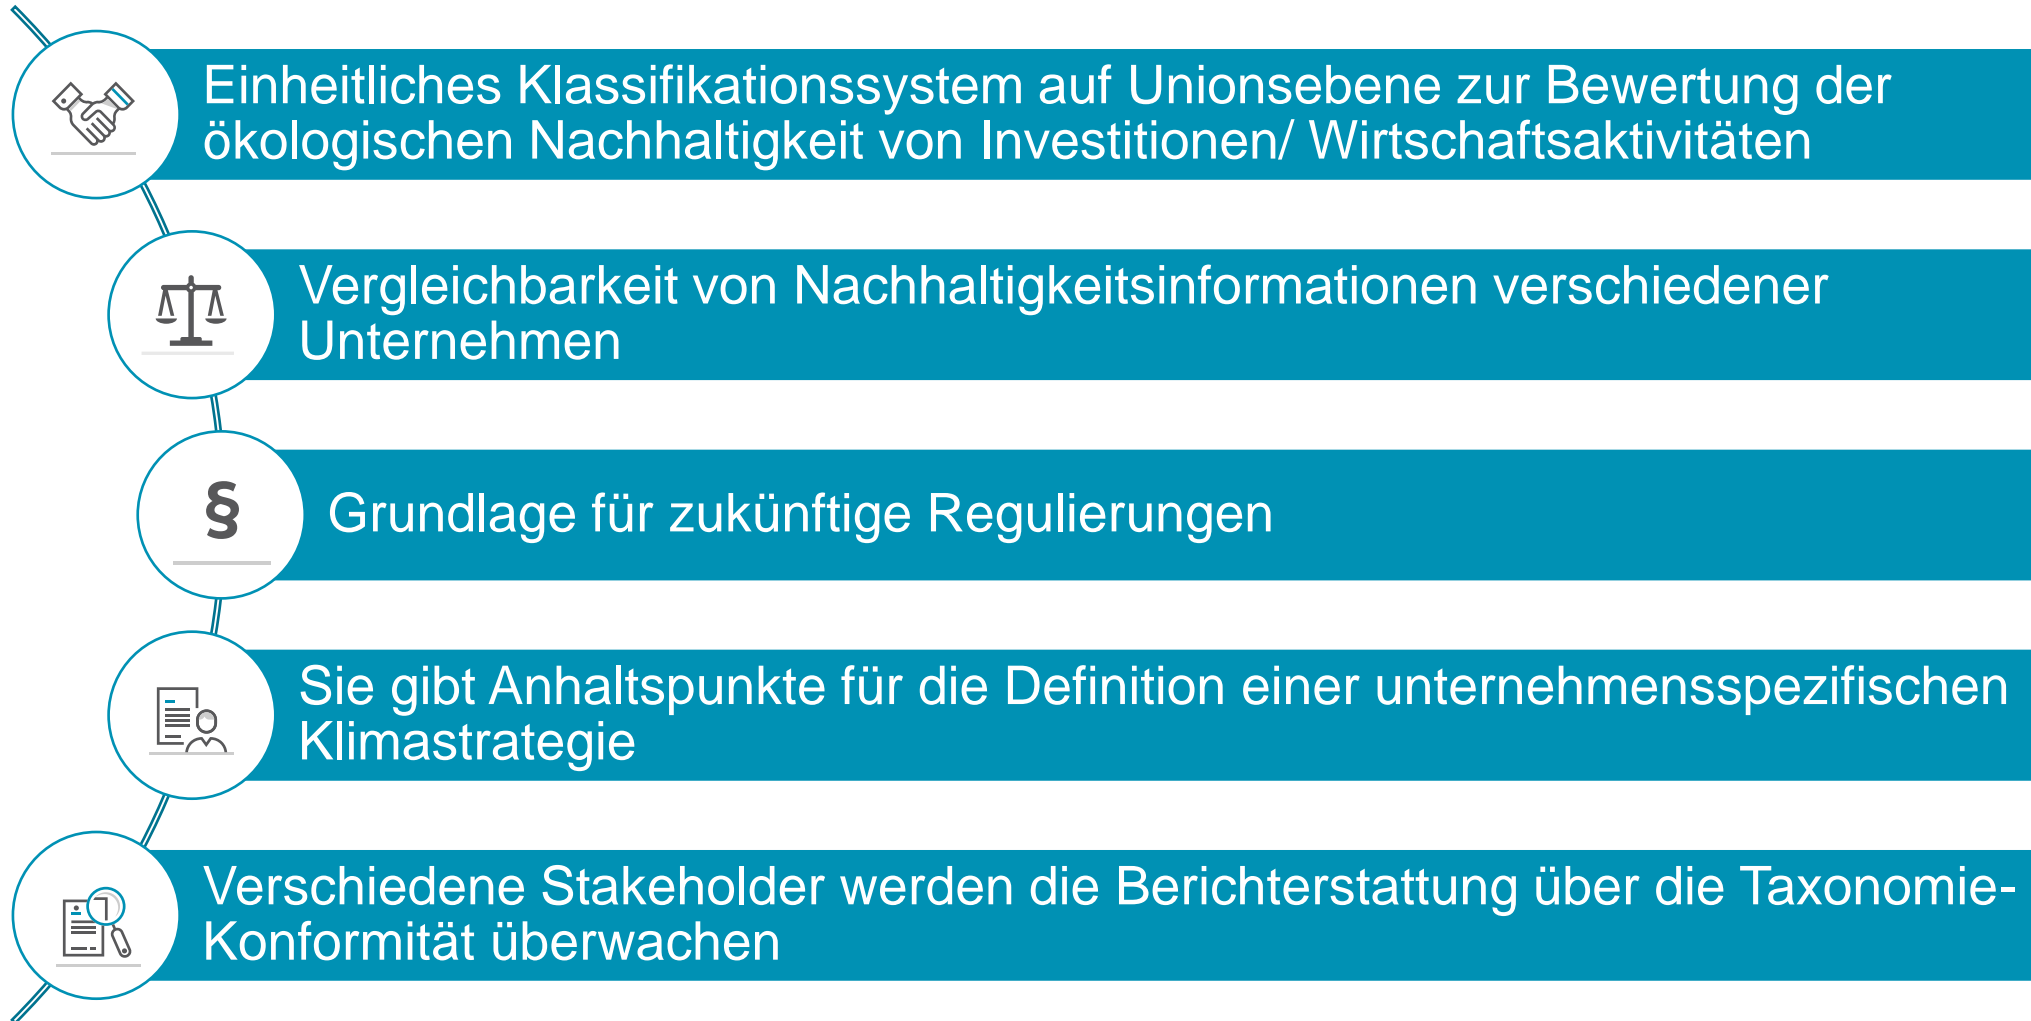 Einheitliches Klassifikationssystem auf Unionsebene zur Bewertung der
ökologischen Nachhaltigkeit von Investitionen/ Wirtschaftsaktivitäten
Vergleichbarkeit von Nachhaltigkeitsinformationen verschiedener
Unternehmen
§
Grundlage für zukünftige Regulierungen
Sie gibt Anhaltspunkte für die Definition einer unternehmensspezifischen
Klimastrategie
Verschiedene Stakeholder werden die Berichterstattung über die Taxonomie-
Konformität überwachen